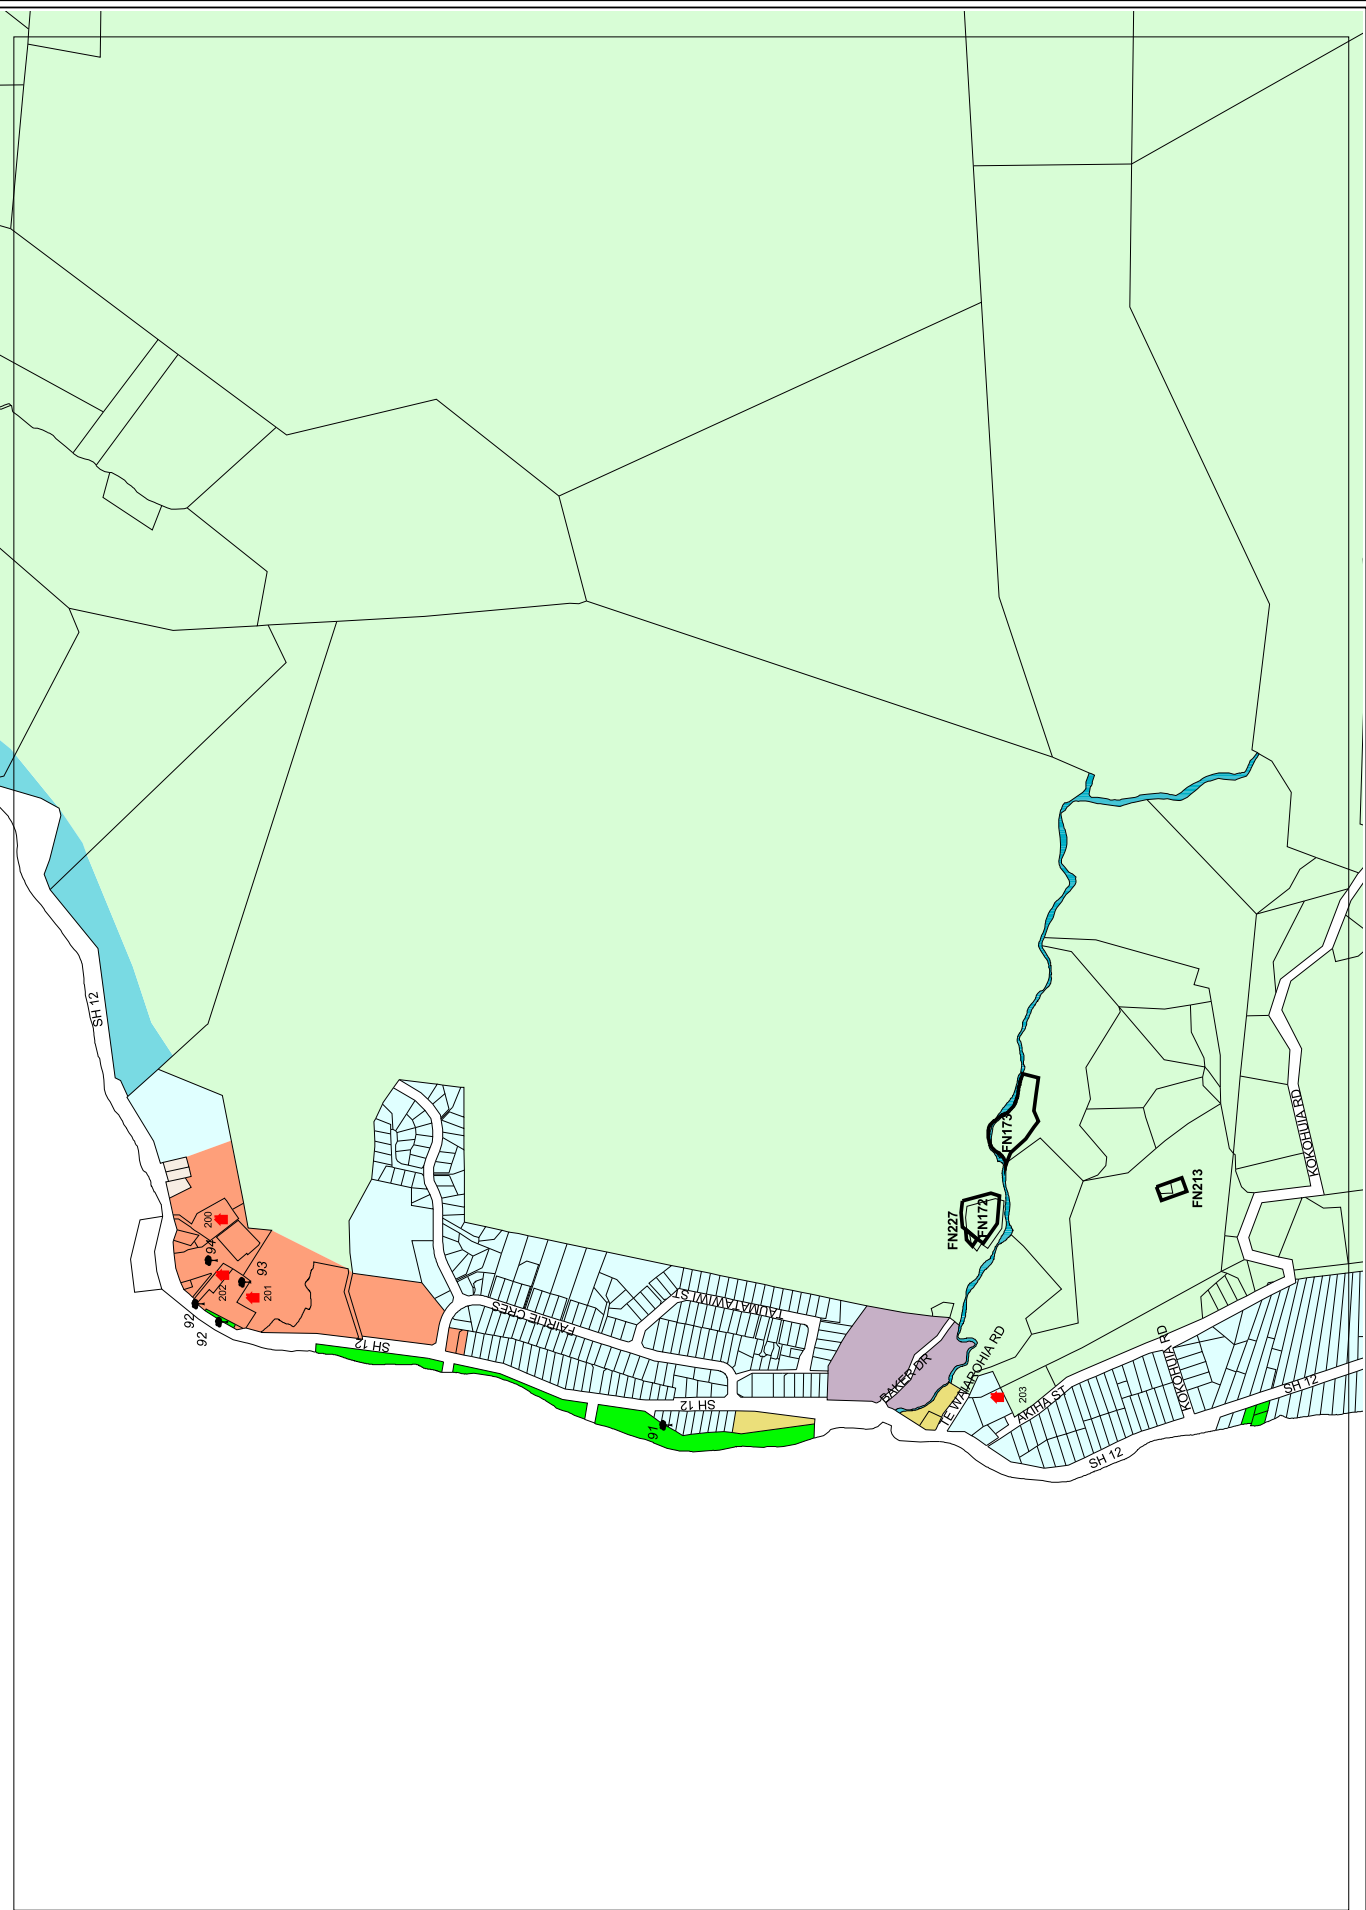 SH 12
200
94
93
202
201
92
92
SH 12
FAIRLIE CRES
TAUMATAWIWI ST
SH 12
91
BAKER DR
TE WAIAROHIA RD
203
AKIHA ST
FN173
FN227
FN172
FN213
KOKOHUIA RD
KOKOHUIA RD
SH 12
SH 12